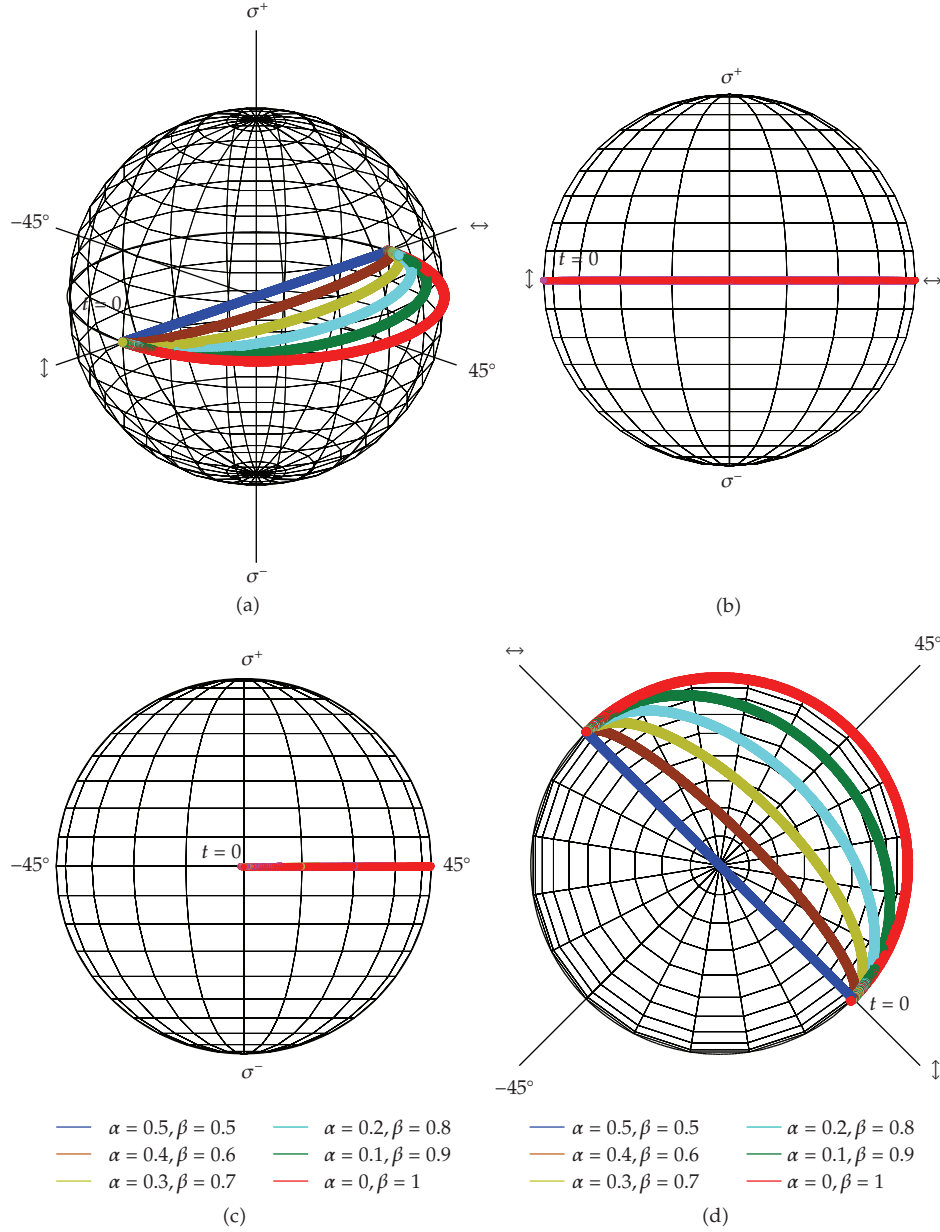 σ⁺
−45°
↔
t = 0
↕
45°
σ⁻
(a)
σ⁺
t = 0
↕
↔
σ⁻
(b)
σ⁺
t = 0
−45°
45°
σ⁻
α = 0.5, β = 0.5
α = 0.2, β = 0.8
α = 0.4, β = 0.6
α = 0.1, β = 0.9
α = 0.3, β = 0.7
α = 0, β = 1
(c)
↔
45°
t = 0
−45°
↕
α = 0.5, β = 0.5
α = 0.2, β = 0.8
α = 0.4, β = 0.6
α = 0.1, β = 0.9
α = 0.3, β = 0.7
α = 0, β = 1
(d)